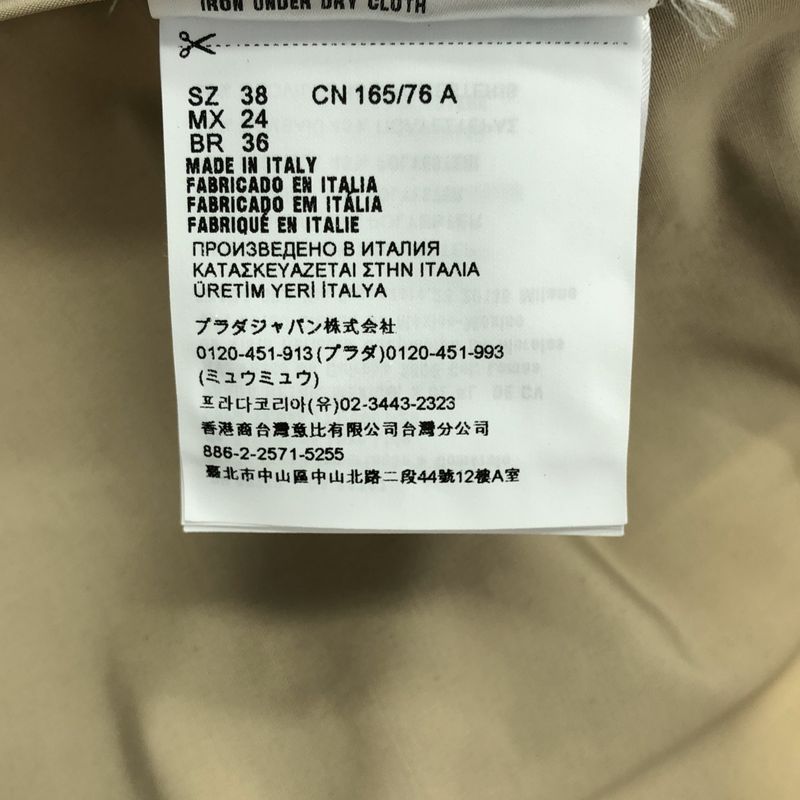 IRON UNDER DRY CLOTH
SZ 38 CN 165/76 A
MX 24
BR 36
MADE IN ITALY
FABRICADO EN ITALIA
FABRICADO EM ITÁLIA
FABRIQUÉ EN ITALIE
ПРОИЗВЕДЕНО В ИТАЛИЯ
ΚΑΤΑΣΚΕΥΑΖΕΤΑΙ ΣΤΗΝ ΙΤΑΛΙΑ
ÜRETİM YERİ İTALYA
プラダジャパン株式会社
0120-451-913(プラダ)0120-451-993
(ミュウミュウ)
프라다코리아(유)02-3443-2323
香港商台灣意比有限公司台灣分公司
886-2-2571-5255
臺北市中山區中山北路二段44號12樓A室